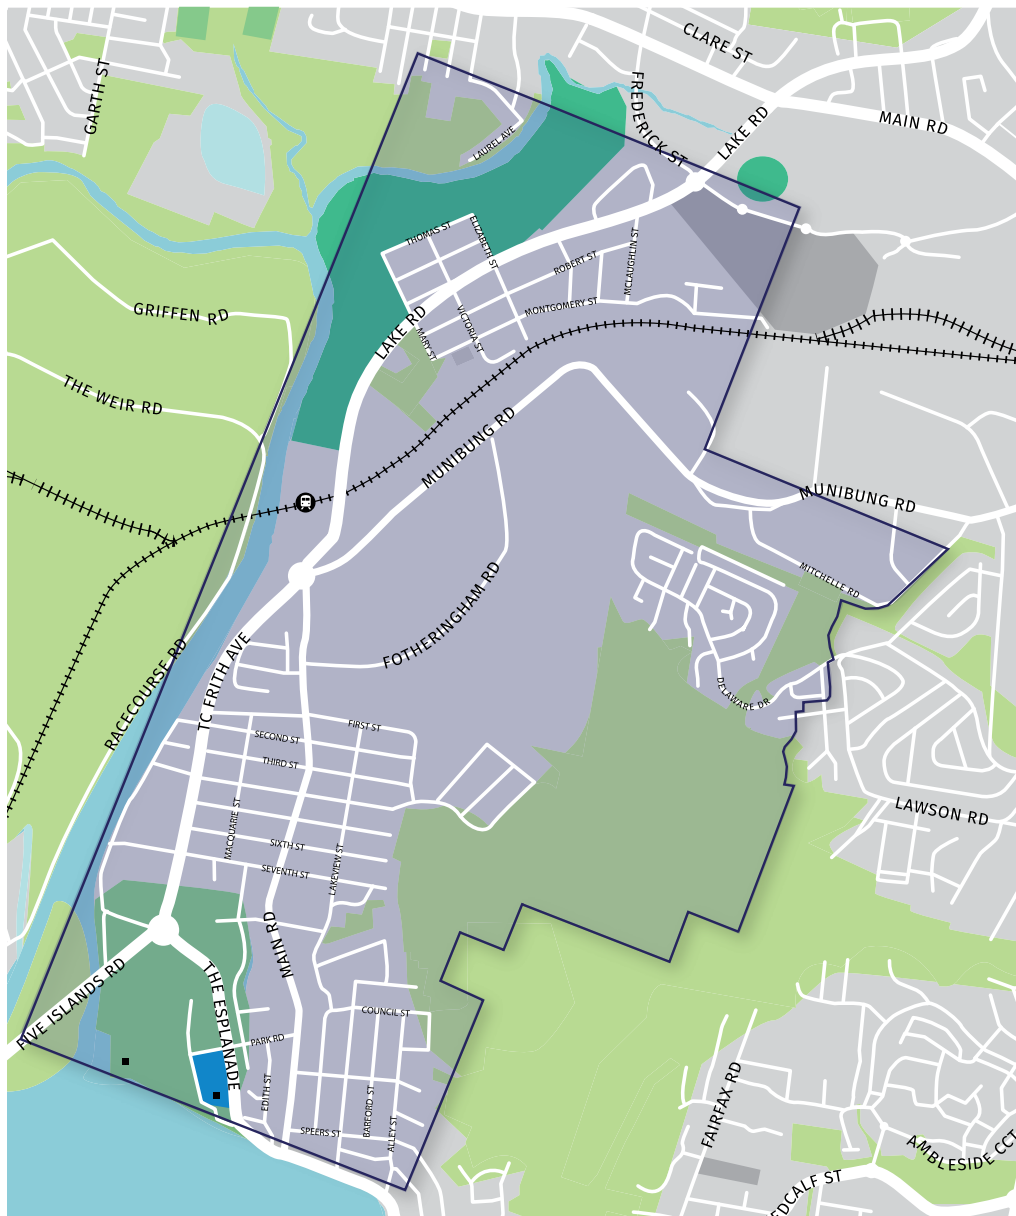 CLARE ST
GARTH ST
FREDERICK ST
LAKE RD
MAIN RD
LAUREL AVE
THOMAS ST
ELIZABETH ST
ROBERT ST
MCLAUGHLIN ST
GRIFFEN RD
MONTGOMERY ST
VICTORIA ST
LAKE RD
MARY ST
THE WEIR RD
MUNIBUNG RD
MUNIBUNG RD
MITCHELLE RD
FOTHERINGHAM RD
RACECOURSE RD
TC FRITH AVE
DELAWARE DR
FIRST ST
SECOND ST
THIRD ST
LAWSON RD
MACQUARIE ST
SIXTH ST
LAKEVIEW ST
SEVENTH ST
MAIN RD
FIVE ISLANDS RD
THE ESPLANADE
COUNCIL ST
PARK RD
EDITH ST
BARFORD ST
ALLEY ST
SPEERS ST
FAIRFAX RD
AMBLESIDE CCT
EDCALF ST